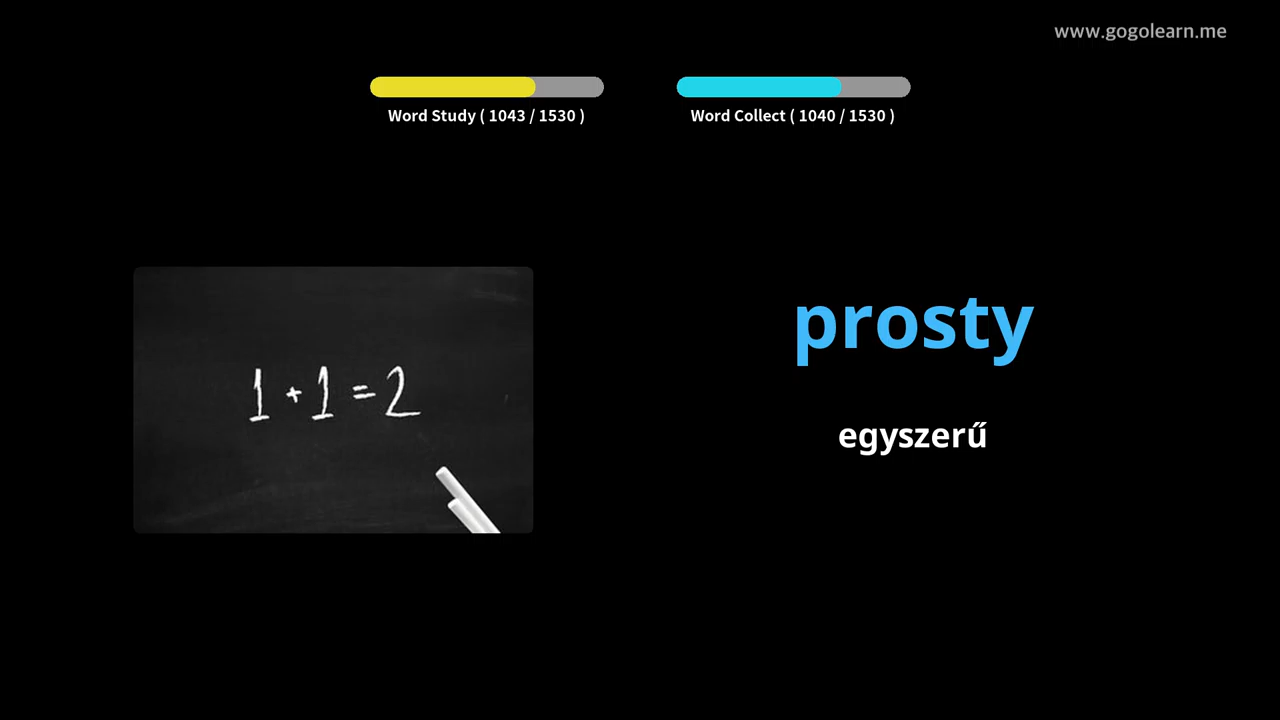 www.gogolearn.me
Word Study ( 1043 / 1530 )
Word Collect ( 1040 / 1530 )
1 + 1 = 2
prosty
egyszerű